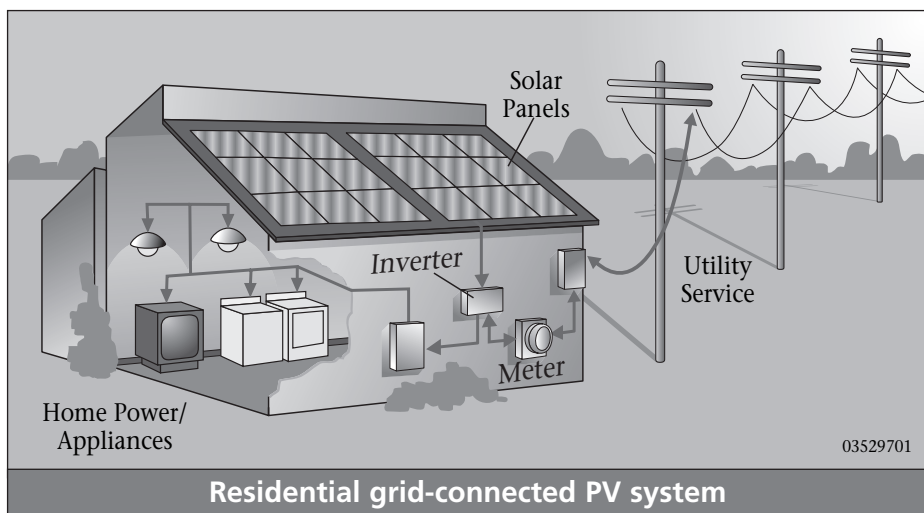 Solar
Panels
Inverter
Utility
Service
Meter
Home Power/
Appliances
03529701
Residential grid-connected PV system